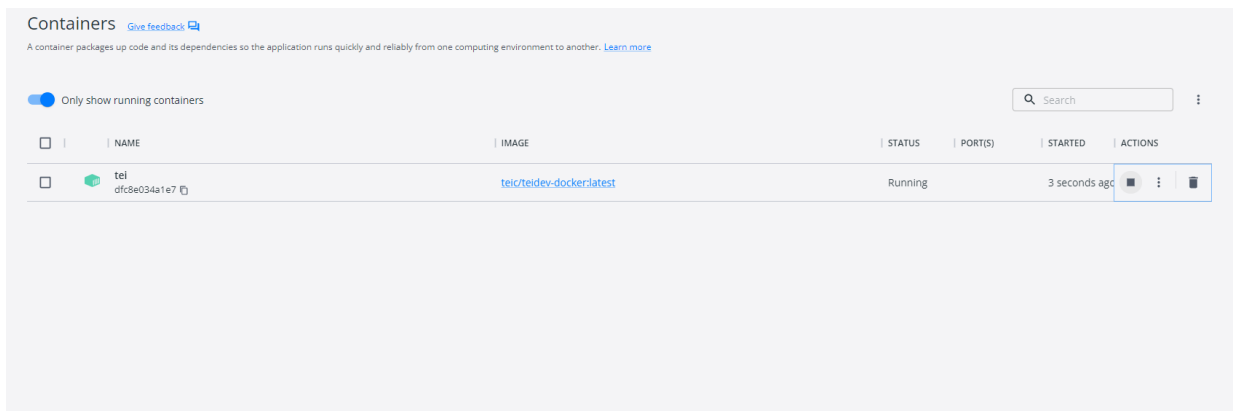 Containers Give feedback
A container packages up code and its dependencies so the application runs quickly and reliably from one computing environment to another. Learn more
Only show running containers
Search
NAME IMAGE STATUS PORT(S) STARTED ACTIONS
tei teic/teidev-docker:latest Running 3 seconds ago
dfc8e034a1e7